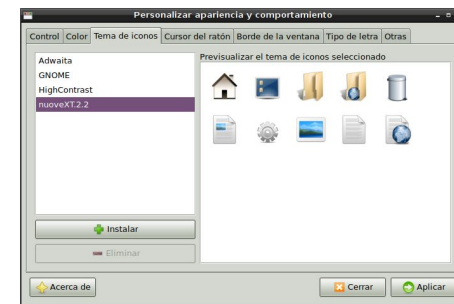 Personalizar apariencia y comportamiento
Control Color Tema de iconos Cursor del ratón Borde de la ventana Tipo de letra Otras
Adwaita
GNOME
HighContrast
nuoveXT.2.2
Previsualizar el tema de iconos seleccionado
Instalar
Eliminar
Acerca de Cerrar Aplicar